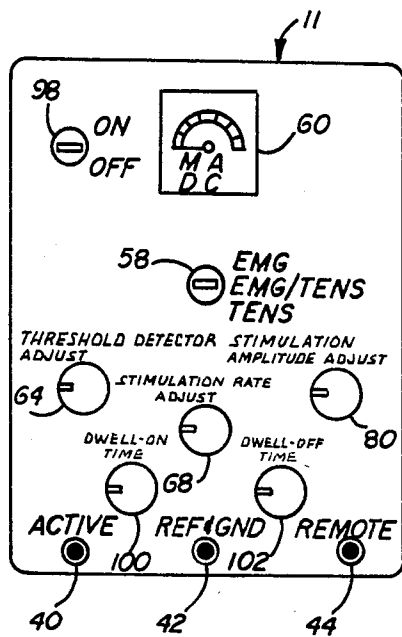 11
98
ON
OFF
60
M A
D C
58
EMG
EMG/TENS
TENS
THRESHOLD DETECTOR
ADJUST
STIMULATION
AMPLITUDE ADJUST
64
STIMULATION RATE
ADJUST
80
DWELL-ON
TIME
68
DWELL-OFF
TIME
ACTIVE
100
REF&GND
102
REMOTE
40
42
44